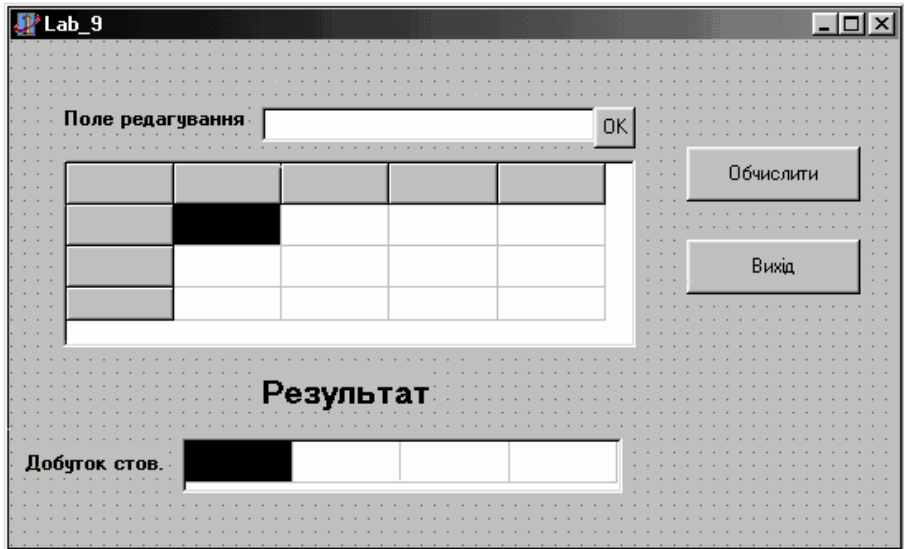 Lab_9
Поле редагування
OK
Обчислити
Вихід
Результат
Добуток стов.